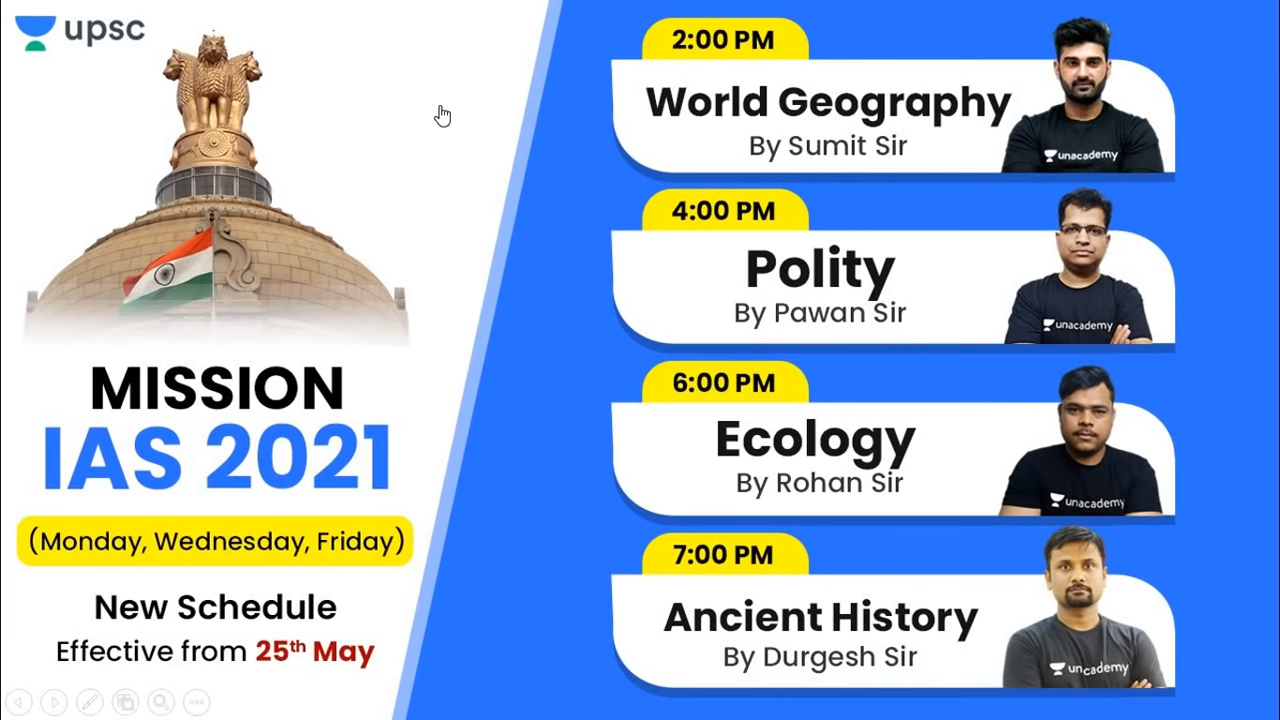 upsc
MISSION
IAS 2021
(Monday, Wednesday, Friday)
New Schedule
Effective from 25th May
2:00 PM
World Geography
By Sumit Sir
unacademy
4:00 PM
Polity
By Pawan Sir
unacademy
6:00 PM
Ecology
By Rohan Sir
unacademy
7:00 PM
Ancient History
By Durgesh Sir
uncademy